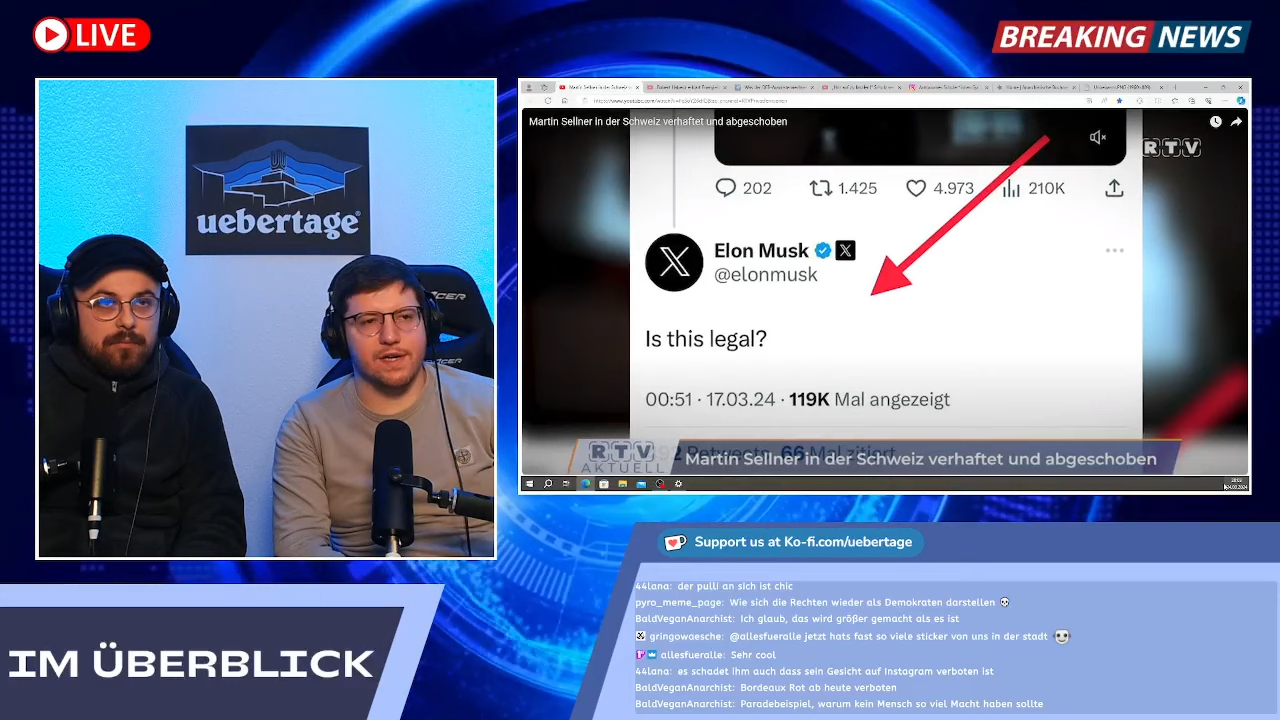 LIVE
BREAKING NEWS
uebertage
Martin Sellner in der Schweiz verhaftet und abgeschoben
RTV
202 1.425 4.973 210K
Elon Musk
@elonmusk
Is this legal?
00:51 · 17.03.24 · 119K Mal angezeigt
RTV
AKTUELL
Martin Sellner in der Schweiz verhaftet und abgeschoben
Support us at Ko-fi.com/uebertage
44lana: der pulli an sich ist chic
pyro_meme_page: Wie sich die Rechten wieder als Demokraten darstellen
BaldVeganAnarchist: Ich glaub, das wird größer gemacht als es ist
gringowaesche: @allesfueralle jetzt hats fast so viele sticker von uns in der stadt
allesfueralle: Sehr cool
44lana: es schadet ihm auch dass sein Gesicht auf Instagram verboten ist
BaldVeganAnarchist: Bordeaux Rot ab heute verboten
BaldVeganAnarchist: Paradebeispiel, warum kein Mensch so viel Macht haben sollte
IM ÜBERBLICK